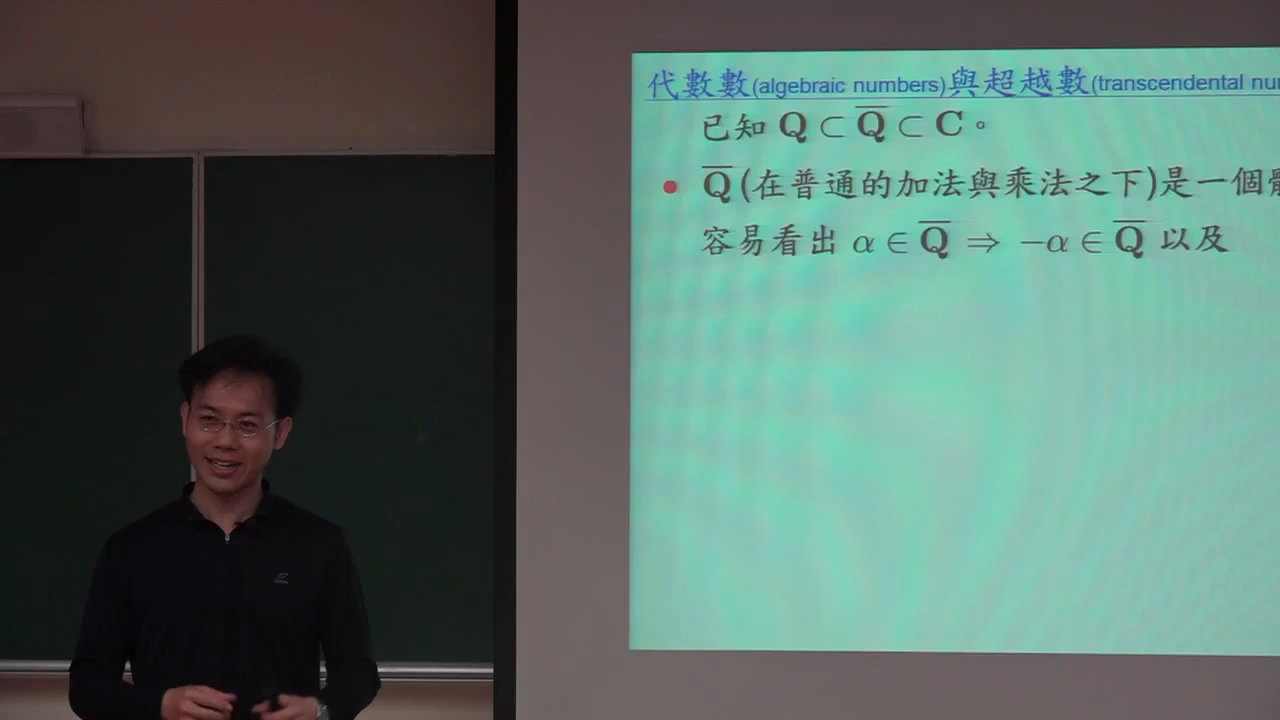 代數數(algebraic numbers)與超越數(transcendental nu
已知 Q ⊂ Q̅ ⊂ C。
Q̅ (在普通的加法與乘法之下)是一個
容易看出 α ∈ Q̅ ⇒ −α ∈ Q̅ 以及